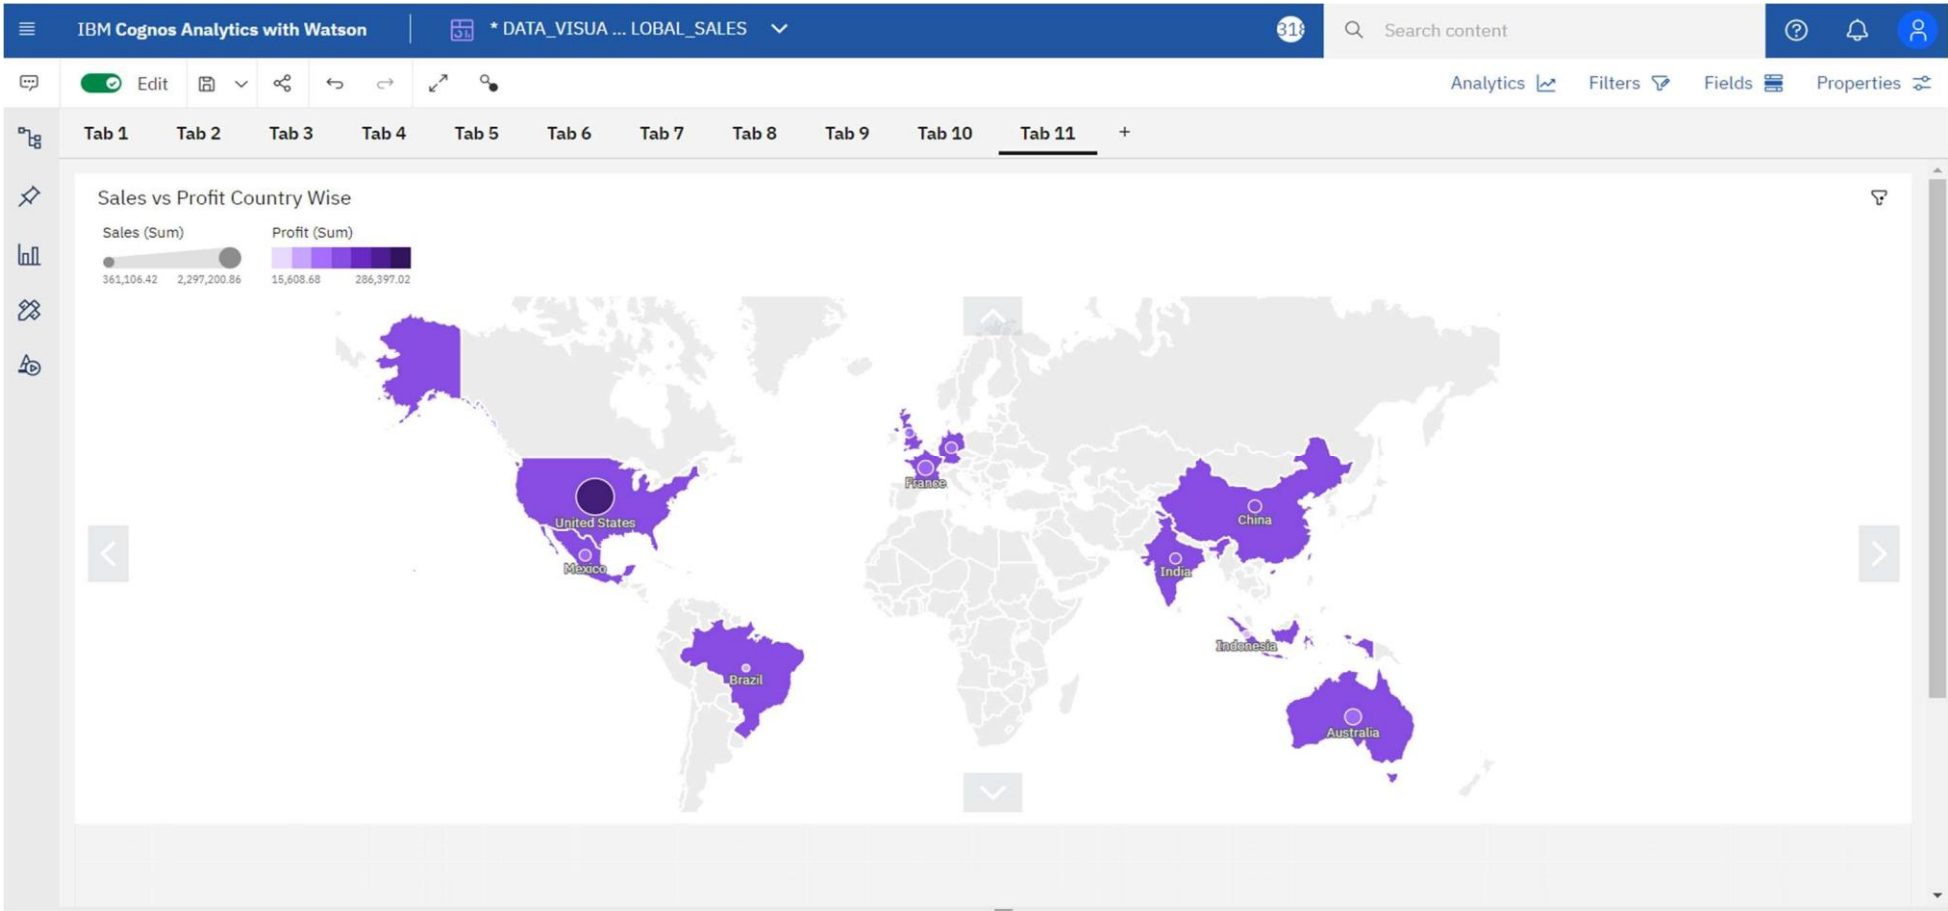 IBM Cognos Analytics with Watson
* DATA_VISUA ... LOBAL_SALES
318
Search content
Edit
Analytics
Filters
Fields
Properties
Tab 1
Tab 2
Tab 3
Tab 4
Tab 5
Tab 6
Tab 7
Tab 8
Tab 9
Tab 10
Tab 11
+
Sales vs Profit Country Wise
Sales (Sum)
Profit (Sum)
361,106.42
2,297,200.86
15,608.68
286,397.02
France
United States
China
Mexico
India
Indonesia
Brazil
Australia